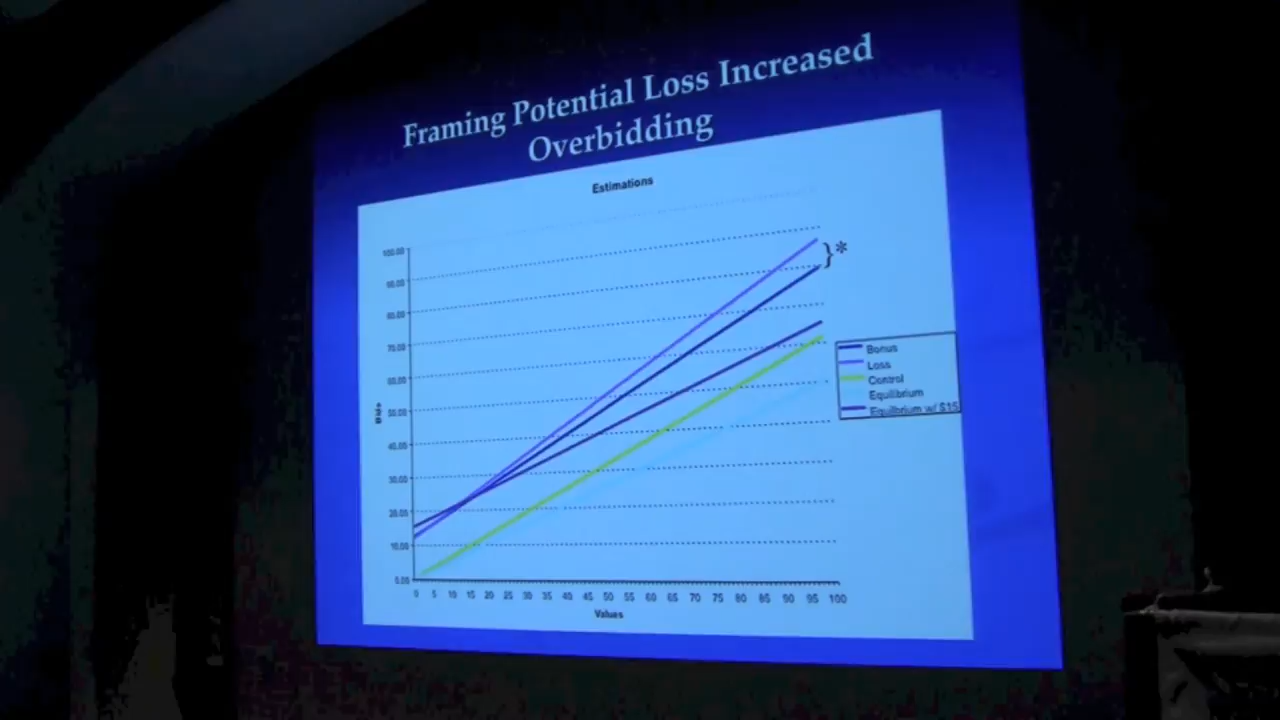 Framing Potential Loss Increased
Overbidding
Estimations
100.00
90.00
80.00
70.00
60.00
50.00
40.00
30.00
20.00
10.00
0.00
Bids
}*
Bonus
Loss
Control
Equilibrium
Equilibrium w/ $15
0 5 10 15 20 25 30 35 40 45 50 55 60 65 70 75 80 85 90 95 100
Values